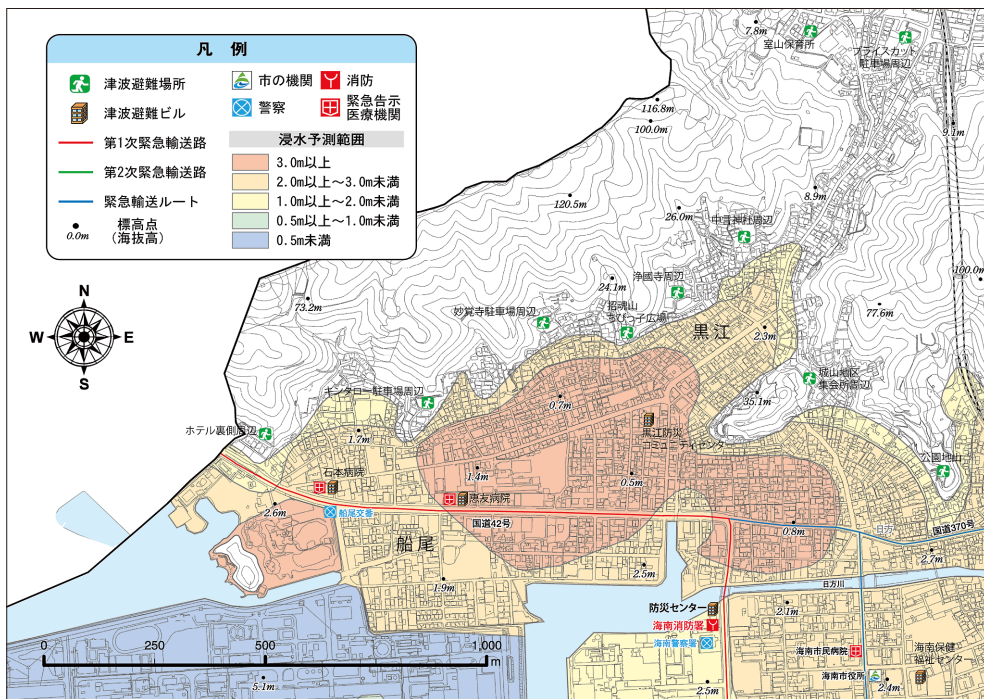 凡例
津波避難場所
津波避難ビル
第1次緊急輸送路
第2次緊急輸送路
緊急輸送ルート
標高点
(海抜高)
0.0m
市の機関
消防
警察
緊急告示
医療機関
浸水予測範囲
3.0m以上
2.0m以上～3.0m未満
1.0m以上～2.0m未満
0.5m以上～1.0m未満
0.5m未満
7.8m
室山保育所
プライスカット
駐車場周辺
116.8m
100.0m
9.1m
120.5m
8.9m
26.0m
中言神社周辺
N
W
E
S
73.2m
24.1m
浄國寺周辺
100.0m
招魂山
ちびっ子広場
妙覚寺駐車場周辺
黒江
77.6m
2.3m
キンタロー駐車場周辺
0.7m
35.1m
城山地区
集会所周辺
ホテル裏側周辺
1.7m
黒江防災
コミュニティセンター
石本病院
1.4m
0.5m
公園地山
恵友病院
2.6m
船尾交番
国道42号
0.8m
日方
国道370号
船尾
2.5m
2.7m
1.9m
日方川
防災センター
2.1m
海南消防署
海南警察署
海南市民病院
海南保健
福祉センター
海南市役所
2.4m
2.5m
5.1m
0
250
500
1,000
m